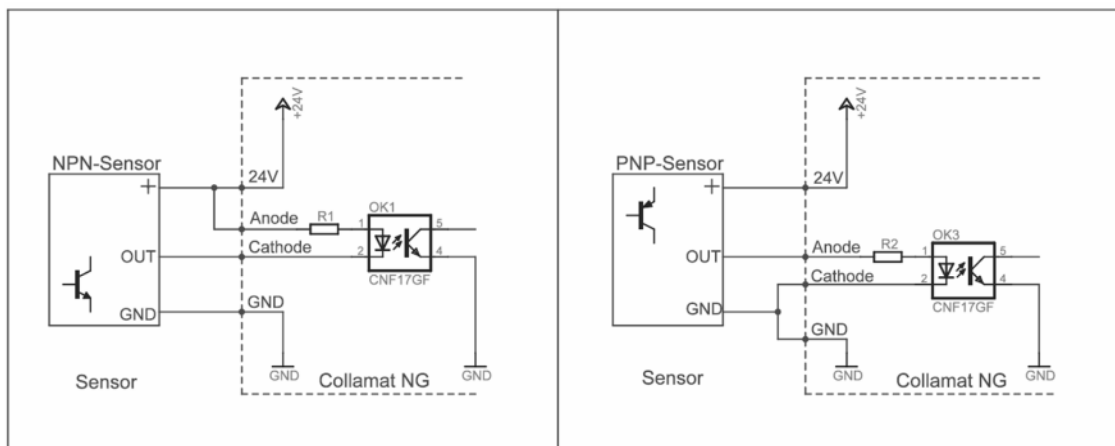 +24V
NPN-Sensor
+
24V
Anode
R1
OK1
1
5
OUT
Cathode
2
4
CNF17GF
GND
GND
GND
GND
Sensor
Collamat NG
+24V
PNP-Sensor
+
24V
OK3
Anode
R2
1
5
OUT
Cathode
2
4
CNF17GF
GND
GND
GND
GND
Sensor
Collamat NG